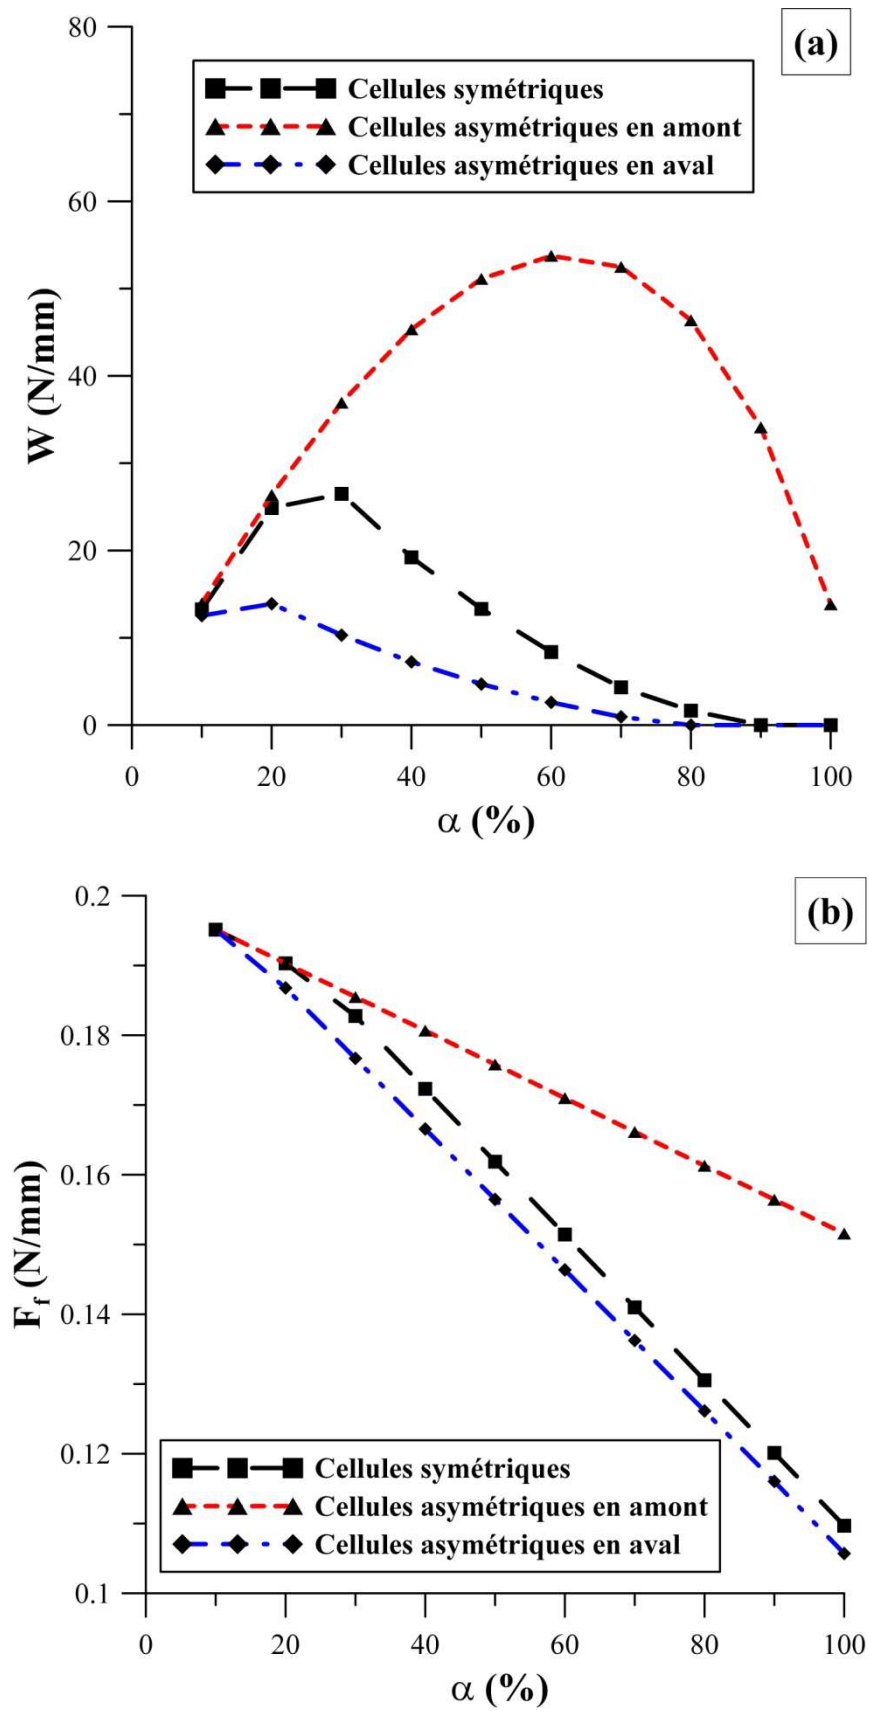 (a)
80
60
40
20
0
W (N/mm)
Cellules symétriques
Cellules asymétriques en amont
Cellules asymétriques en aval
0 20 40 60 80 100
α (%)
(b)
0.2
0.18
0.16
0.14
0.12
0.1
F_f (N/mm)
Cellules symétriques
Cellules asymétriques en amont
Cellules asymétriques en aval
0 20 40 60 80 100
α (%)